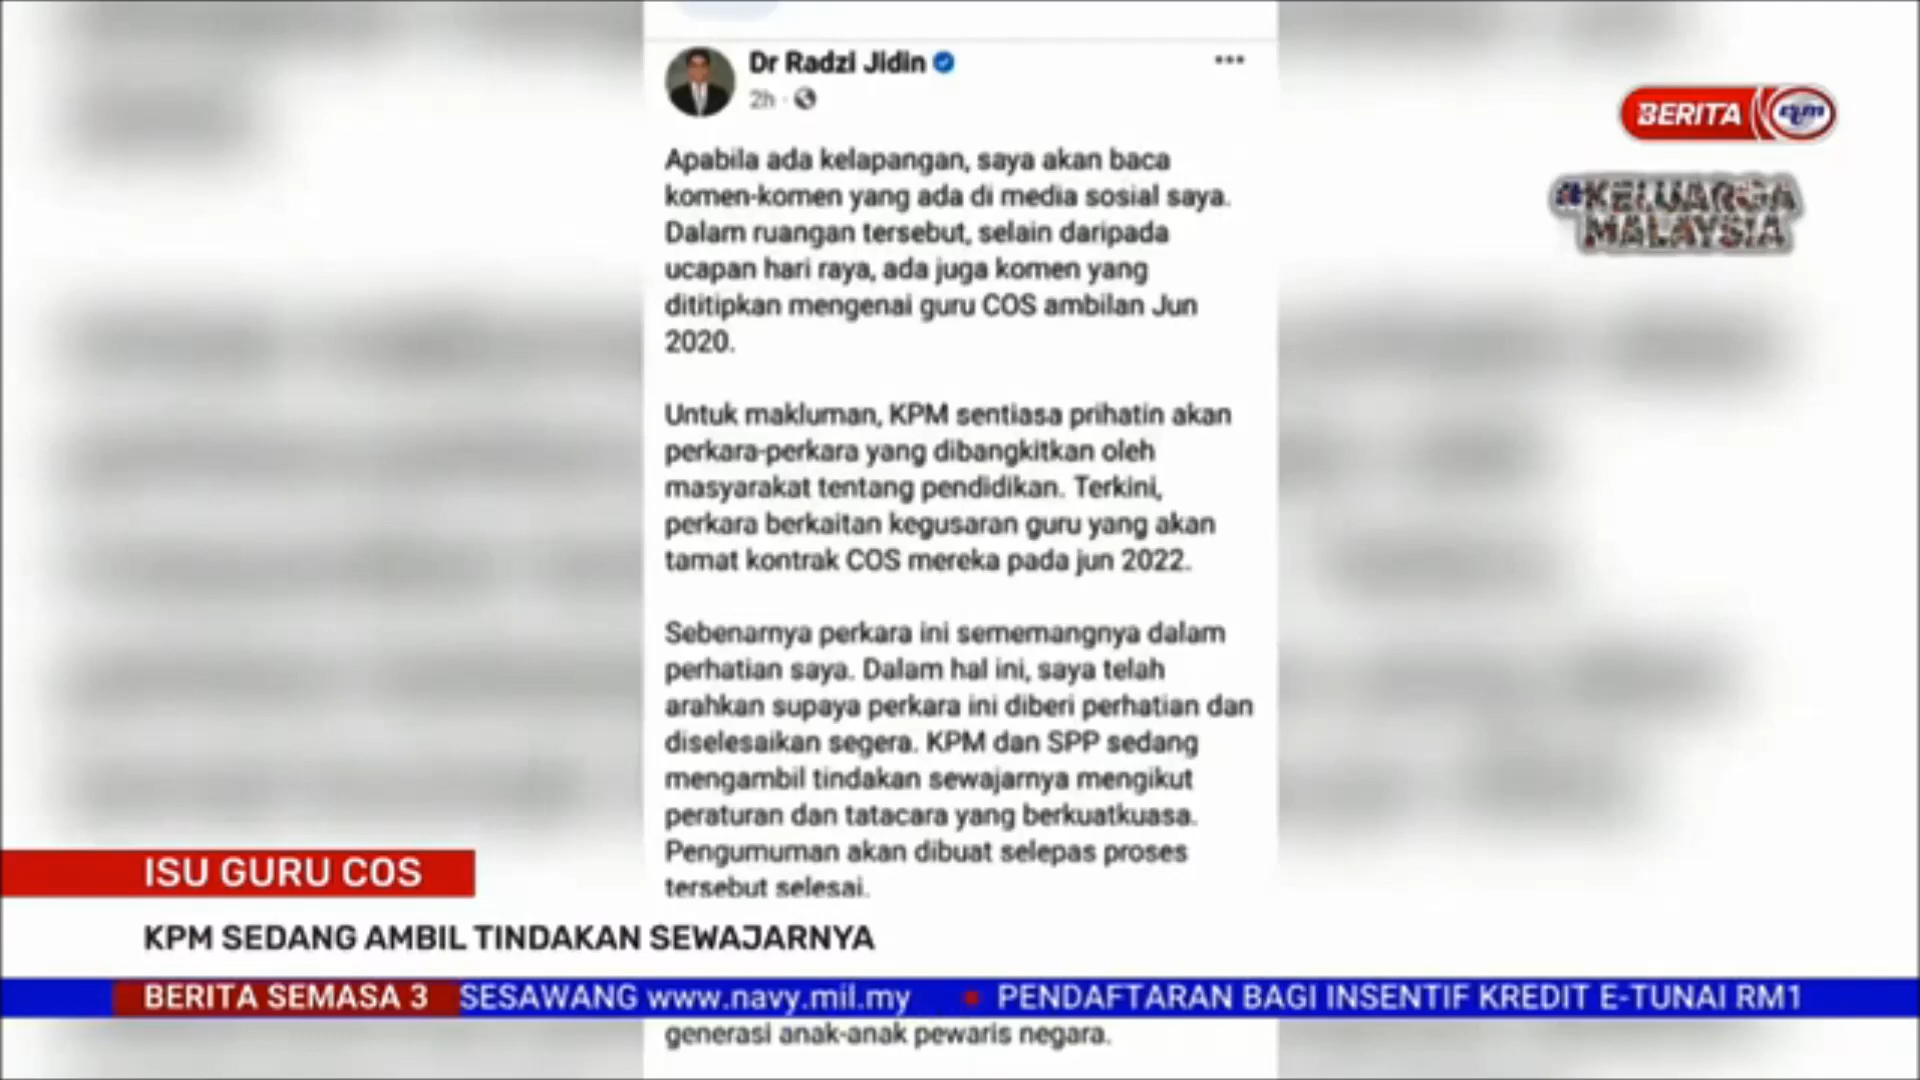 Dr Radzi Jidin
2h
Apabila ada kelapangan, saya akan baca
komen-komen yang ada di media sosial saya.
Dalam ruangan tersebut, selain daripada
ucapan hari raya, ada juga komen yang
dititipkan mengenai guru COS ambilan Jun
2020.
Untuk makluman, KPM sentiasa prihatin akan
perkara-perkara yang dibangkitkan oleh
masyarakat tentang pendidikan. Terkini,
perkara berkaitan kegusaran guru yang akan
tamat kontrak COS mereka pada jun 2022.
Sebenarnya perkara ini sememangnya dalam
perhatian saya. Dalam hal ini, saya telah
arahkan supaya perkara ini diberi perhatian dan
diselesaikan segera. KPM dan SPP sedang
mengambil tindakan sewajarnya mengikut
peraturan dan tatacara yang berkuatkuasa.
Pengumuman akan dibuat selepas proses
tersebut selesai.
BERITA rtm
#KELUARGA
MALAYSIA
ISU GURU COS
KPM SEDANG AMBIL TINDAKAN SEWAJARNYA
BERITA SEMASA 3 SESAWANG www.navy.mil.my PENDAFTARAN BAGI INSENTIF KREDIT E-TUNAI RM1
generasi anak-anak pewaris negara.